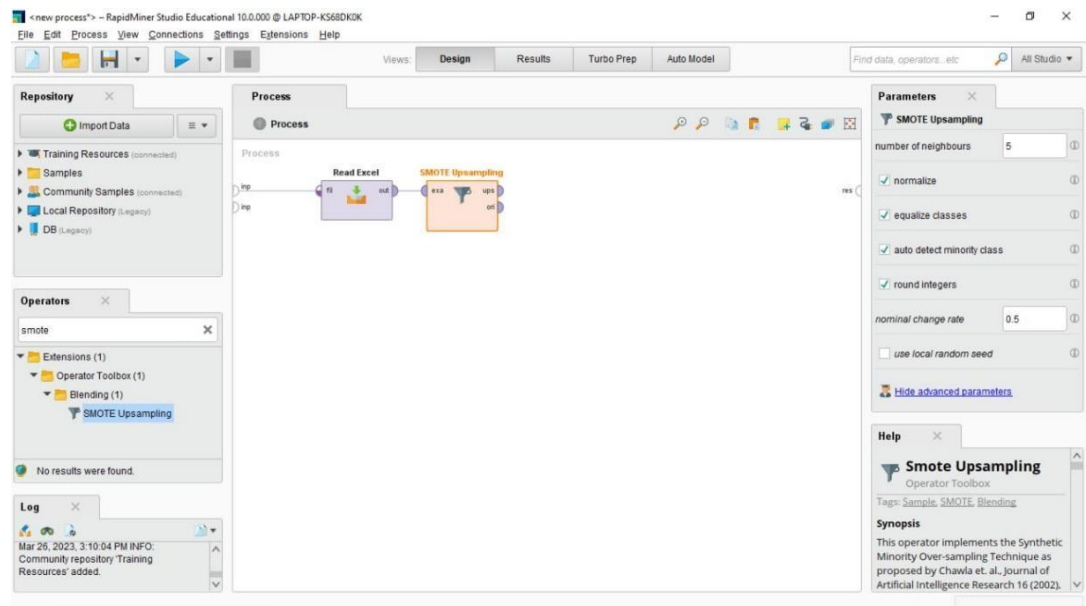 <new process*> – RapidMiner Studio Educational 10.0.000 @ LAPTOP-KS68DK0K
File Edit Process View Connections Settings Extensions Help
Views: Design Results Turbo Prep Auto Model
Find data, operators...etc
All Studio
Repository
Import Data
Training Resources (connected)
Samples
Community Samples (connected)
Local Repository (Legacy)
DB (Legacy)
Operators
smote
Extensions (1)
Operator Toolbox (1)
Blending (1)
SMOTE Upsampling
No results were found.
Log
Mar 26, 2023, 3:10:04 PM INFO:
Community repository 'Training
Resources' added.
Process
Process
Process
Read Excel SMOTE Upsampling
inp fil out exa ups res
inp ori
Parameters
SMOTE Upsampling
number of neighbours 5
normalize
equalize classes
auto detect minority class
round integers
nominal change rate 0.5
use local random seed
Hide advanced parameters
Help
Smote Upsampling
Operator Toolbox
Tags: Sample, SMOTE, Blending
Synopsis
This operator implements the Synthetic
Minority Over-sampling Technique as
proposed by Chawla et. al., Journal of
Artificial Intelligence Research 16 (2002),